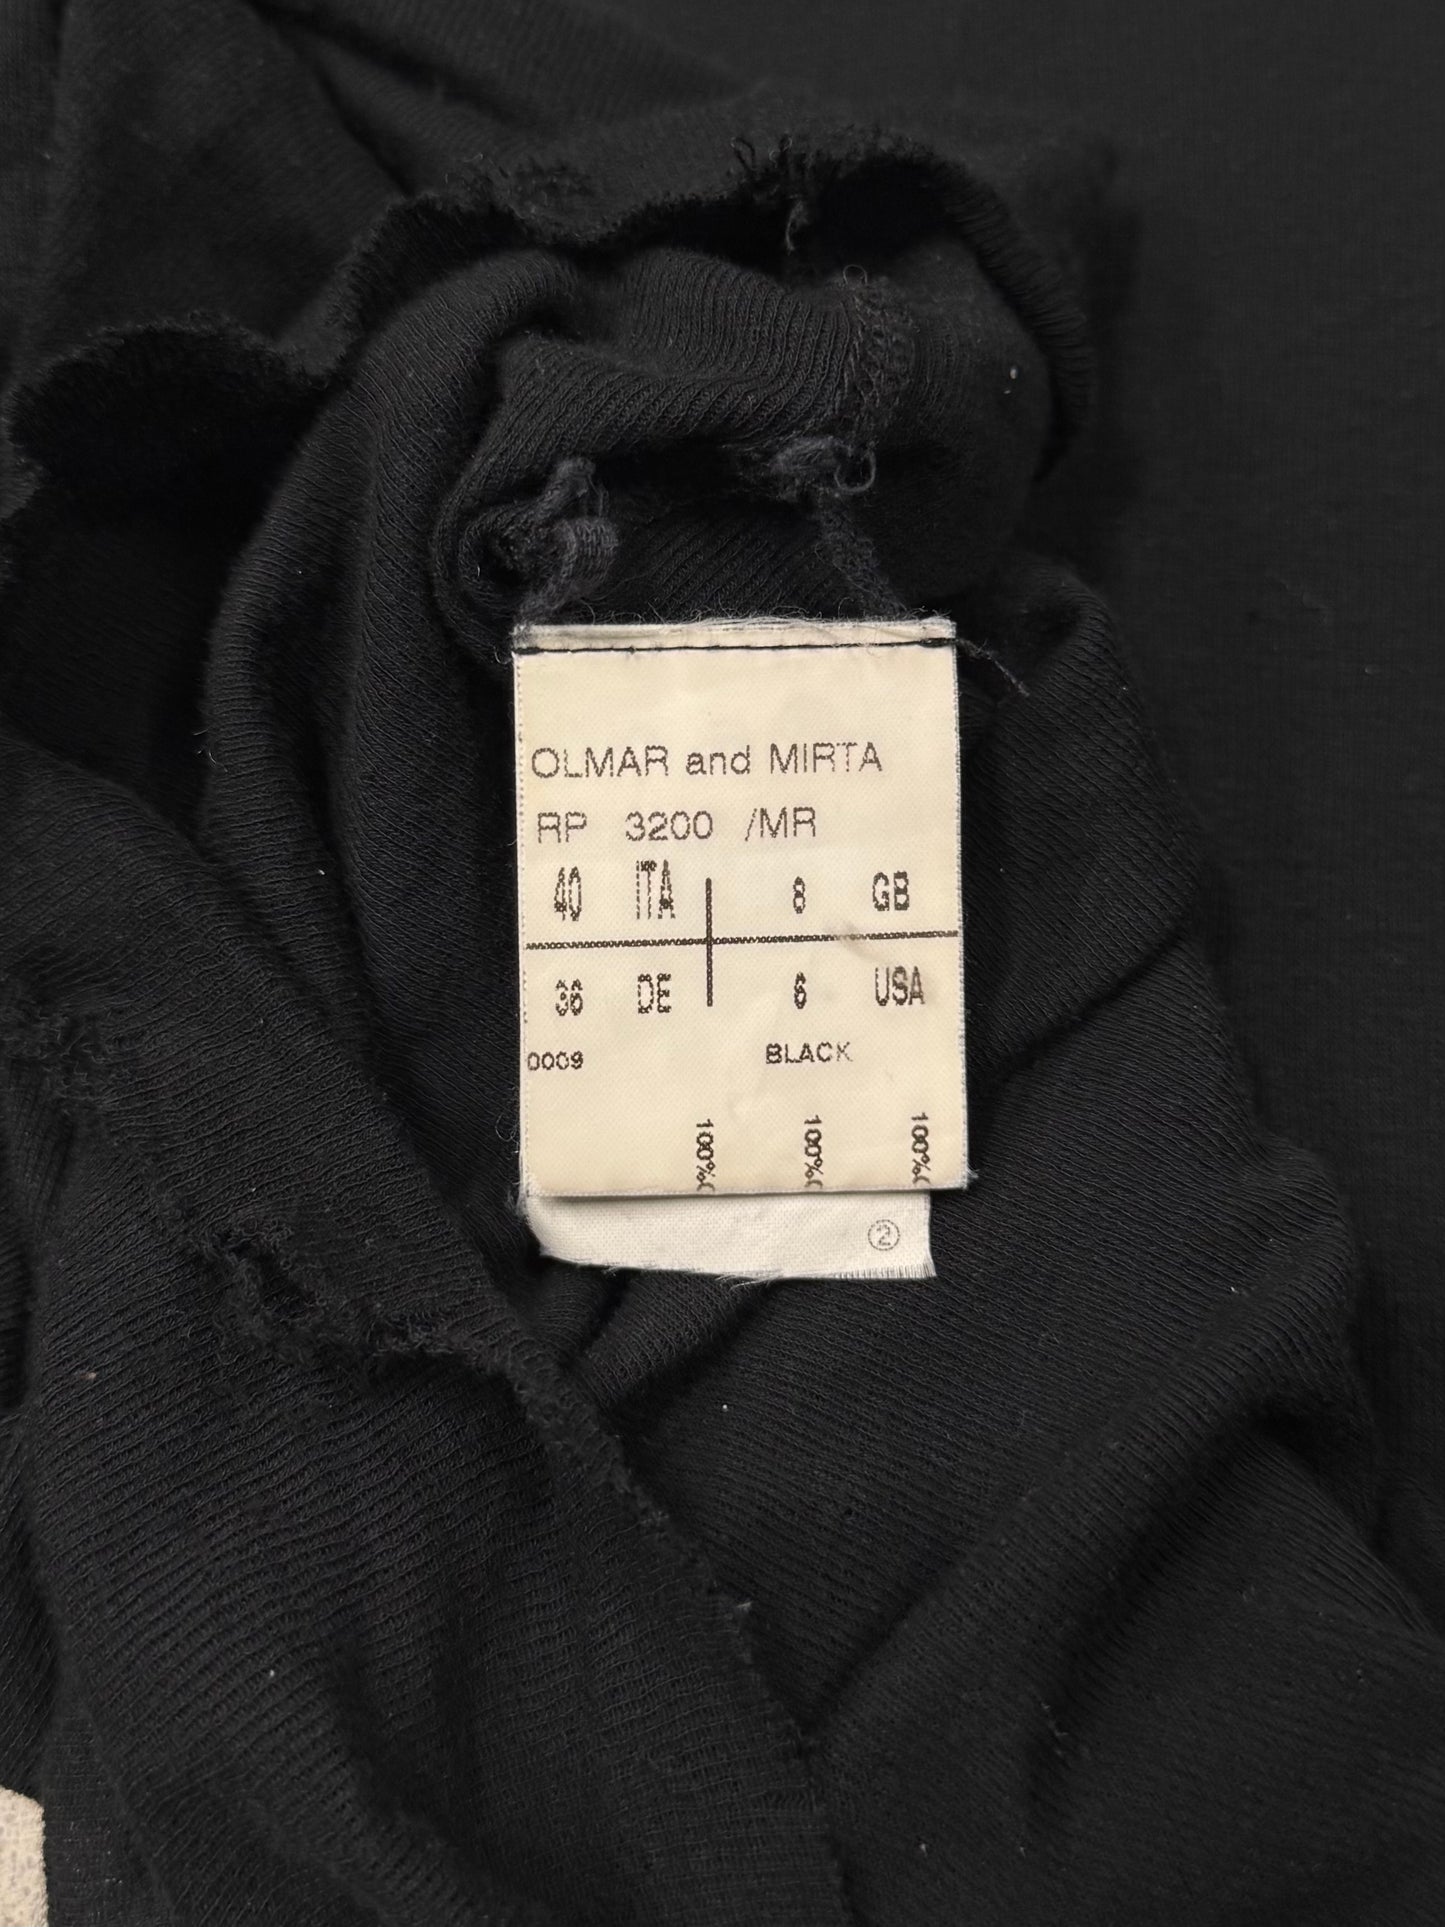 OLMAR and MIRTA
RP 3200 /MR
40 ITA 8 GB
36 DE 6 USA
0009 BLACK
100%(
100%(
100%(
②